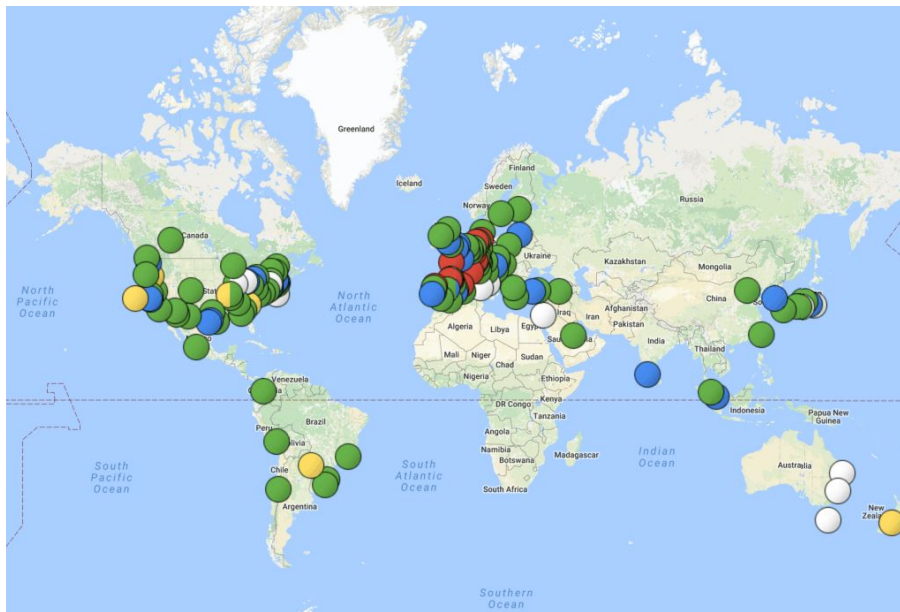 Greenland
Iceland
Finland
Sweden
Norway
Russia
Canada
Ukraine
Kazakhstan
Mongolia
North
Pacific
Ocean
North
Atlantic
Ocean
China
Iraq
Iran
Afghanistan
Pakistan
Algeria
Libya
Egyp
India
Mali
Niger
Sudan
Chad
Thailand
Nigeria
Ethiopia
Venezuela
Kenya
DR Congo
Tanzania
Indonesia
Papua New
Guinea
Brazil
Peru
Angola
Namibia
Botswana
Madagascar
South
Pacific
Ocean
South
Atlantic
Ocean
Indian
Ocean
Australia
Chile
South Africa
Argentina
New
Zeala
Southern
Ocean